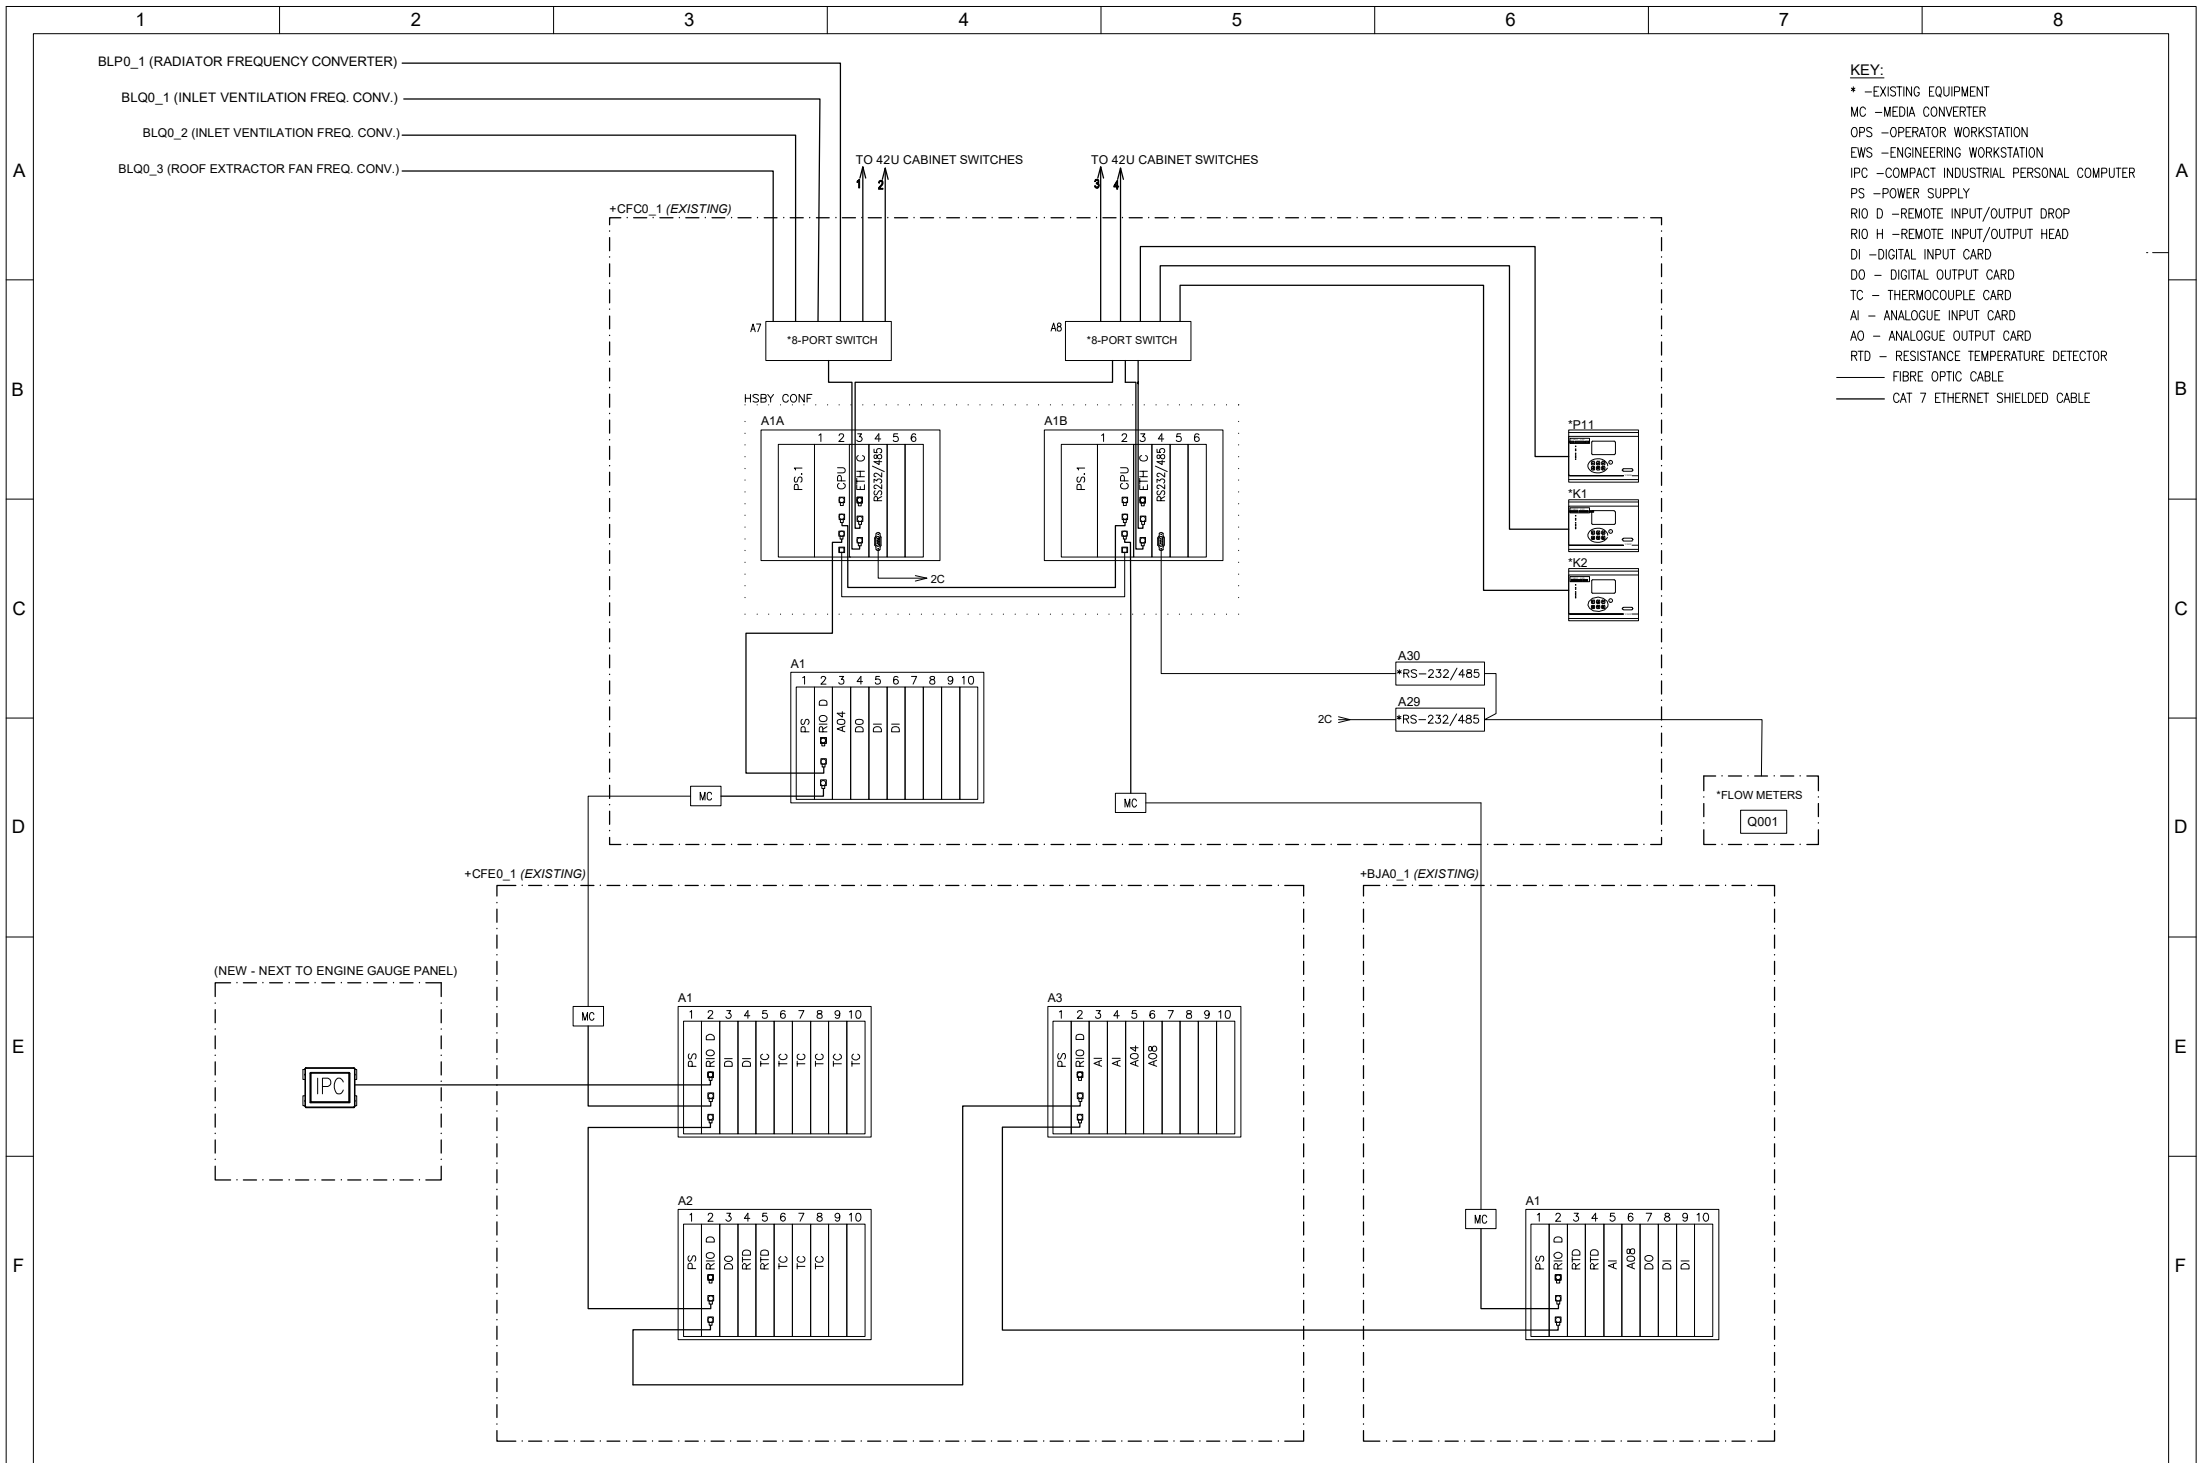 1 2 3 4 5 6 7 8
A
B
C
D
E
F
A
B
C
D
E
F
BLP0_1 (RADIATOR FREQUENCY CONVERTER)
BLQ0_1 (INLET VENTILATION FREQ. CONV.)
BLQ0_2 (INLET VENTILATION FREQ. CONV.)
BLQ0_3 (ROOF EXTRACTOR FAN FREQ. CONV.)
TO 42U CABINET SWITCHES
1 2
TO 42U CABINET SWITCHES
3 4
KEY:
* -EXISTING EQUIPMENT
MC -MEDIA CONVERTER
OPS -OPERATOR WORKSTATION
EWS -ENGINEERING WORKSTATION
IPC -COMPACT INDUSTRIAL PERSONAL COMPUTER
PS -POWER SUPPLY
RIO D -REMOTE INPUT/OUTPUT DROP
RIO H -REMOTE INPUT/OUTPUT HEAD
DI -DIGITAL INPUT CARD
DO - DIGITAL OUTPUT CARD
TC - THERMOCOUPLE CARD
AI - ANALOGUE INPUT CARD
AO - ANALOGUE OUTPUT CARD
RTD - RESISTANCE TEMPERATURE DETECTOR
FIBRE OPTIC CABLE
CAT 7 ETHERNET SHIELDED CABLE
+CFC0_1 (EXISTING)
A7
*8-PORT SWITCH
A8
*8-PORT SWITCH
HSBY CONF
A1A
1 2 3 4 5 6
PS.1
CPU
ETH C
RS232/485
2C
A1B
1 2 3 4 5 6
PS.1
CPU
ETH C
RS232/485
*P11
*K1
*K2
A1
1 2 3 4 5 6 7 8 9 10
PS
RIO D
AO4
DO
DI
DI
A30
*RS-232/485
A29
2C
*RS-232/485
MC
MC
*FLOW METERS
Q001
+CFE0_1 (EXISTING)
+BJA0_1 (EXISTING)
(NEW - NEXT TO ENGINE GAUGE PANEL)
IPC
MC
A1
1 2 3 4 5 6 7 8 9 10
PS
RIO D
DI
DI
TC
TC
TC
TC
TC
TC
A3
1 2 3 4 5 6 7 8 9 10
PS
RIO D
AI
AI
AO4
AO8
A2
1 2 3 4 5 6 7 8 9 10
PS
RIO D
DO
RTD
RTD
TC
TC
TC
MC
A1
1 2 3 4 5 6 7 8 9 10
PS
RIO D
RTD
RTD
AI
AO8
DO
DI
DI